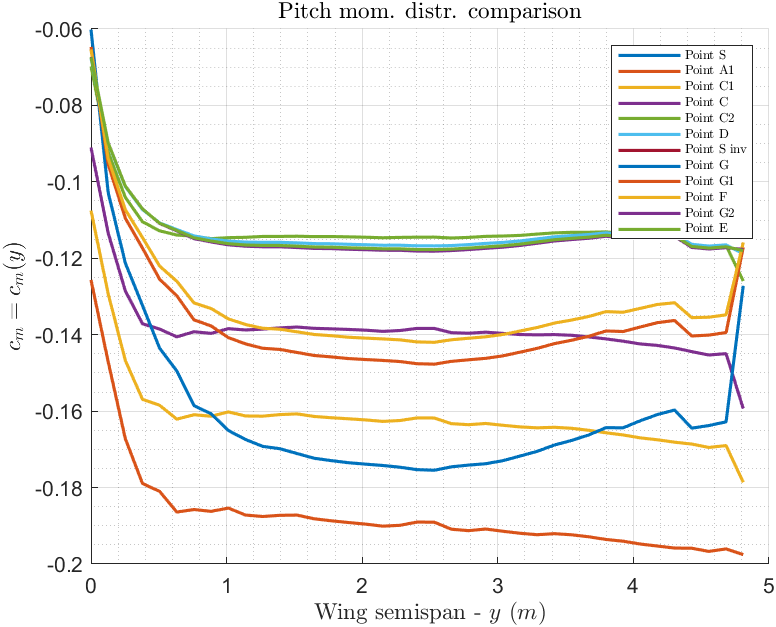 Pitch mom. distr. comparison
-0.06
-0.08
-0.1
-0.12
-0.14
-0.16
-0.18
-0.2
c_m = c_m(y)
Point S
Point A1
Point C1
Point C
Point C2
Point D
Point S inv
Point G
Point G1
Point F
Point G2
Point E
0 1 2 3 4 5
Wing semispan - y (m)